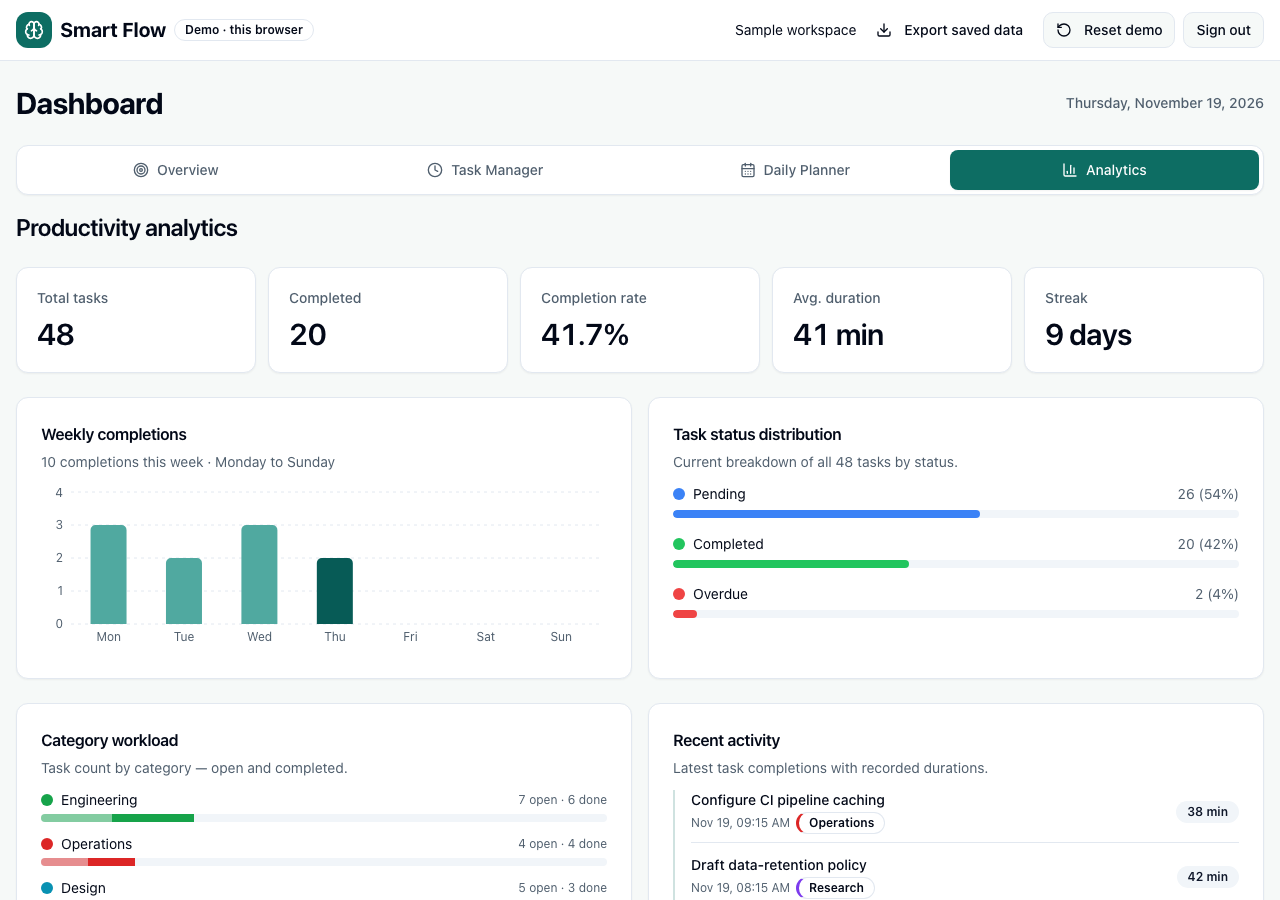 Smart Flow
Demo · this browser
Sample workspace
Export saved data
Reset demo
Sign out
Dashboard
Thursday, November 19, 2026
Overview
Task Manager
Daily Planner
Analytics
Productivity analytics
Total tasks
48
Completed
20
Completion rate
41.7%
Avg. duration
41 min
Streak
9 days
Weekly completions
10 completions this week · Monday to Sunday
4
3
2
1
0
Mon Tue Wed Thu Fri Sat Sun
Task status distribution
Current breakdown of all 48 tasks by status.
Pending 26 (54%)
Completed 20 (42%)
Overdue 2 (4%)
Category workload
Task count by category — open and completed.
Engineering 7 open · 6 done
Operations 4 open · 4 done
Design 5 open · 3 done
Recent activity
Latest task completions with recorded durations.
Configure CI pipeline caching
Nov 19, 09:15 AM Operations
38 min
Draft data-retention policy
Nov 19, 08:15 AM Research
42 min